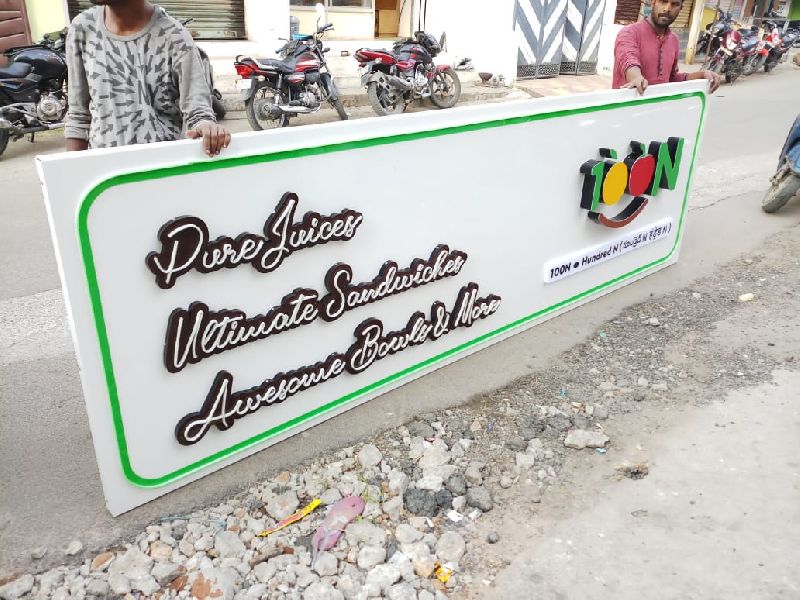 Pure Juices
Ultimate Sandwiches
Awesome Bowls & More
100N
100N ● Hundred N ( హండ్రెడ్ N हंड्रेड N )